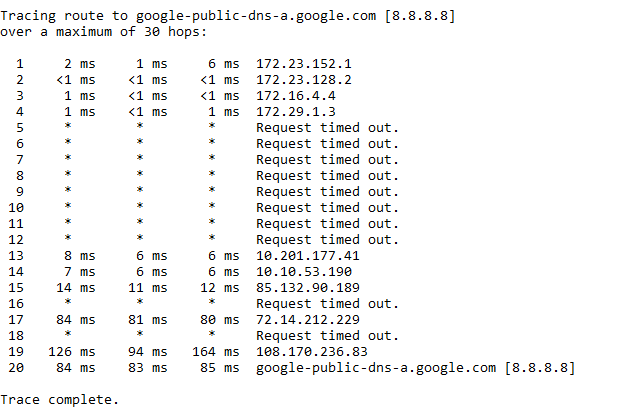 Tracing route to google-public-dns-a.google.com [8.8.8.8]
over a maximum of 30 hops:
1 2 ms 1 ms 6 ms 172.23.152.1
2 <1 ms <1 ms <1 ms 172.23.128.2
3 1 ms <1 ms <1 ms 172.16.4.4
4 1 ms <1 ms 1 ms 172.29.1.3
5 * * * Request timed out.
6 * * * Request timed out.
7 * * * Request timed out.
8 * * * Request timed out.
9 * * * Request timed out.
10 * * * Request timed out.
11 * * * Request timed out.
12 * * * Request timed out.
13 8 ms 6 ms 6 ms 10.201.177.41
14 7 ms 6 ms 6 ms 10.10.53.190
15 14 ms 11 ms 12 ms 85.132.90.189
16 * * * Request timed out.
17 84 ms 81 ms 80 ms 72.14.212.229
18 * * * Request timed out.
19 126 ms 94 ms 164 ms 108.170.236.83
20 84 ms 83 ms 85 ms google-public-dns-a.google.com [8.8.8.8]
Trace complete.